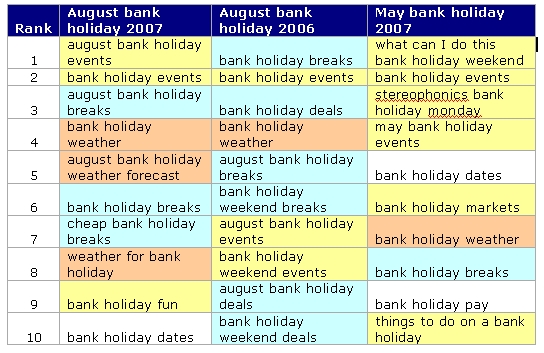 Rank August bank holiday 2007 August bank holiday 2006 May bank holiday 2007
1 august bank holiday events bank holiday breaks what can I do this bank holiday weekend
2 bank holiday events bank holiday events bank holiday events
3 august bank holiday breaks bank holiday deals stereophonics bank holiday monday
4 bank holiday weather bank holiday weather may bank holiday events
5 august bank holiday weather forecast august bank holiday breaks bank holiday dates
6 bank holiday breaks bank holiday weekend breaks bank holiday markets
7 cheap bank holiday breaks august bank holiday events bank holiday weather
8 weather for bank holiday bank holiday weekend events bank holiday breaks
9 bank holiday fun august bank holiday deals bank holiday pay
10 bank holiday dates bank holiday weekend deals things to do on a bank holiday